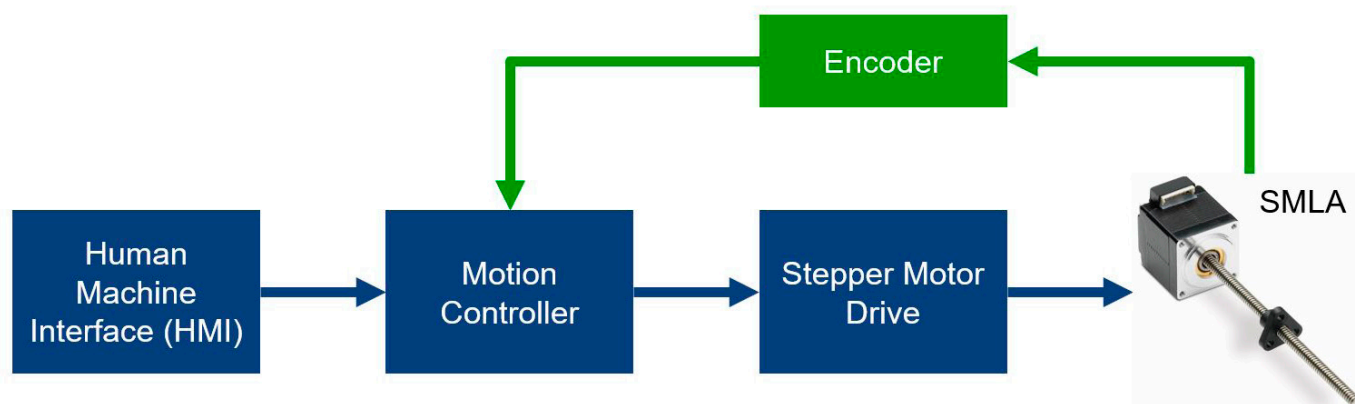 Encoder
SMLA
Human
Machine
Interface (HMI)
Motion
Controller
Stepper Motor
Drive